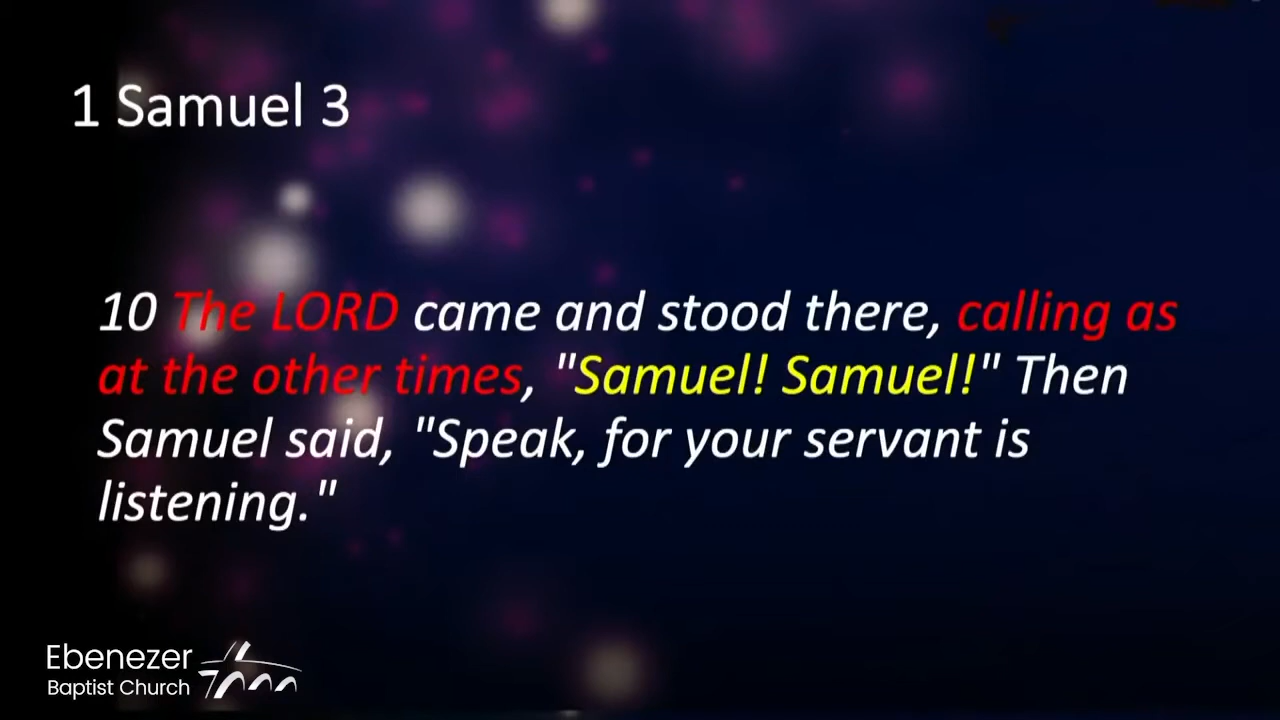 1 Samuel 3
10 The LORD came and stood there, calling as
at the other times, "Samuel! Samuel!" Then
Samuel said, "Speak, for your servant is
listening."
Ebenezer
Baptist Church